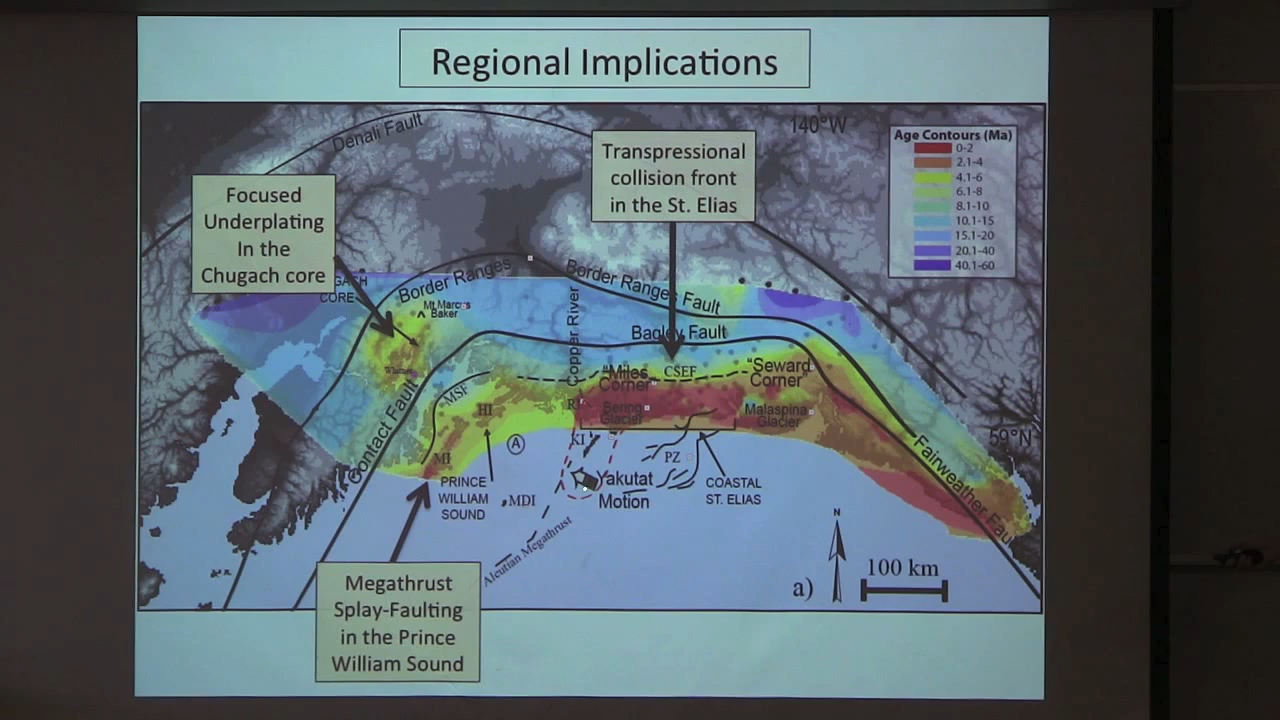 Regional Implications
Denali Fault
140°W
Age Contours (Ma)
0-2
2.1-4
4.1-6
6.1-8
8.1-10
10.1-15
15.1-20
20.1-40
40.1-60
Transpressional
collision front
in the St. Elias
Focused
Underplating
In the
Chugach core
CORE
Border Ranges
Border Ranges Fault
Mt Marcus
Baker
Copper River
Bagley Fault
CSEF
"Miles
Corner"
"Seward
Corner"
Contact Fault
MSF
HI
Bering
Glacier
Malaspina
Glacier
MI
A
KI
PZ
59°N
Fairweather Fau
PRINCE
WILLIAM
SOUND
MDI
Yakutat
Motion
COASTAL
ST. ELIAS
Aleutian Megathrust
N
100 km
a)
Megathrust
Splay-Faulting
in the Prince
William Sound